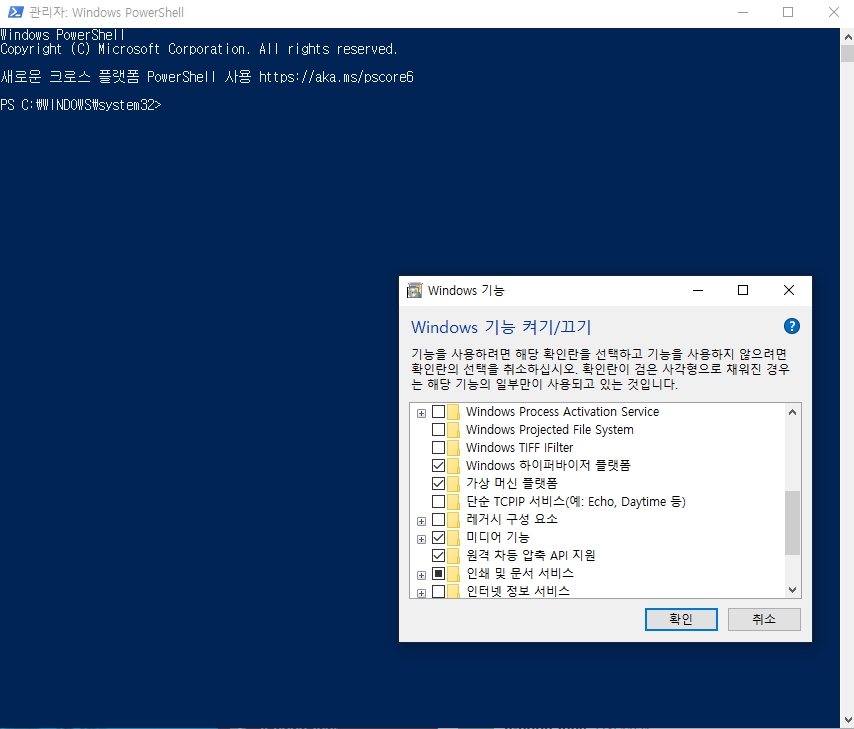 관리자: Windows PowerShell
Windows PowerShell
Copyright (C) Microsoft Corporation. All rights reserved.
새로운 크로스 플랫폼 PowerShell 사용 https://aka.ms/pscore6
PS C:₩WINDOWS₩system32>
Windows 기능
Windows 기능 켜기/끄기
기능을 사용하려면 해당 확인란을 선택하고 기능을 사용하지 않으려면
확인란의 선택을 취소하십시오. 확인란이 검은 사각형으로 채워진 경우
는 해당 기능의 일부만이 사용되고 있는 것입니다.
Windows Process Activation Service
Windows Projected File System
Windows TIFF IFilter
Windows 하이퍼바이저 플랫폼
가상 머신 플랫폼
단순 TCPIP 서비스(예: Echo, Daytime 등)
레거시 구성 요소
미디어 기능
원격 차등 압축 API 지원
인쇄 및 문서 서비스
인터넷 정보 서비스
확인
취소